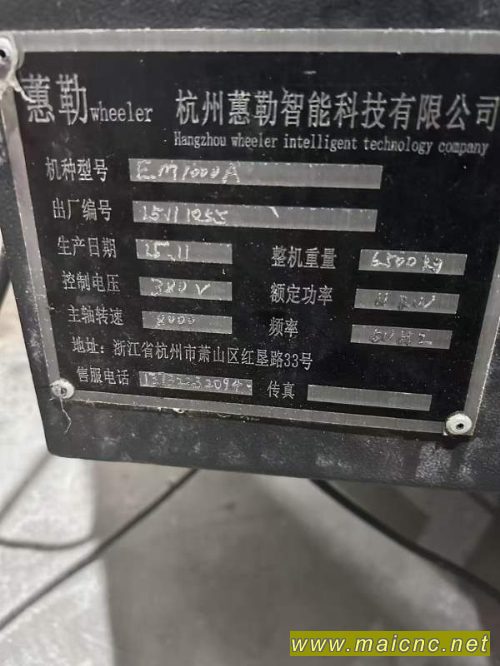 蕙勒wheeler 杭州蕙勒智能科技有限公司
Hangzhou wheeler intelligent technology company
机种型号 EM1000A
出厂编号 15111055
生产日期 15.11 整机重量 6500kg
控制电压 380V 额定功率
主轴转速 8000 频率 50HZ
地址：浙江省杭州市萧山区红垦路33号
售服电话 传真
www.maicnc.net